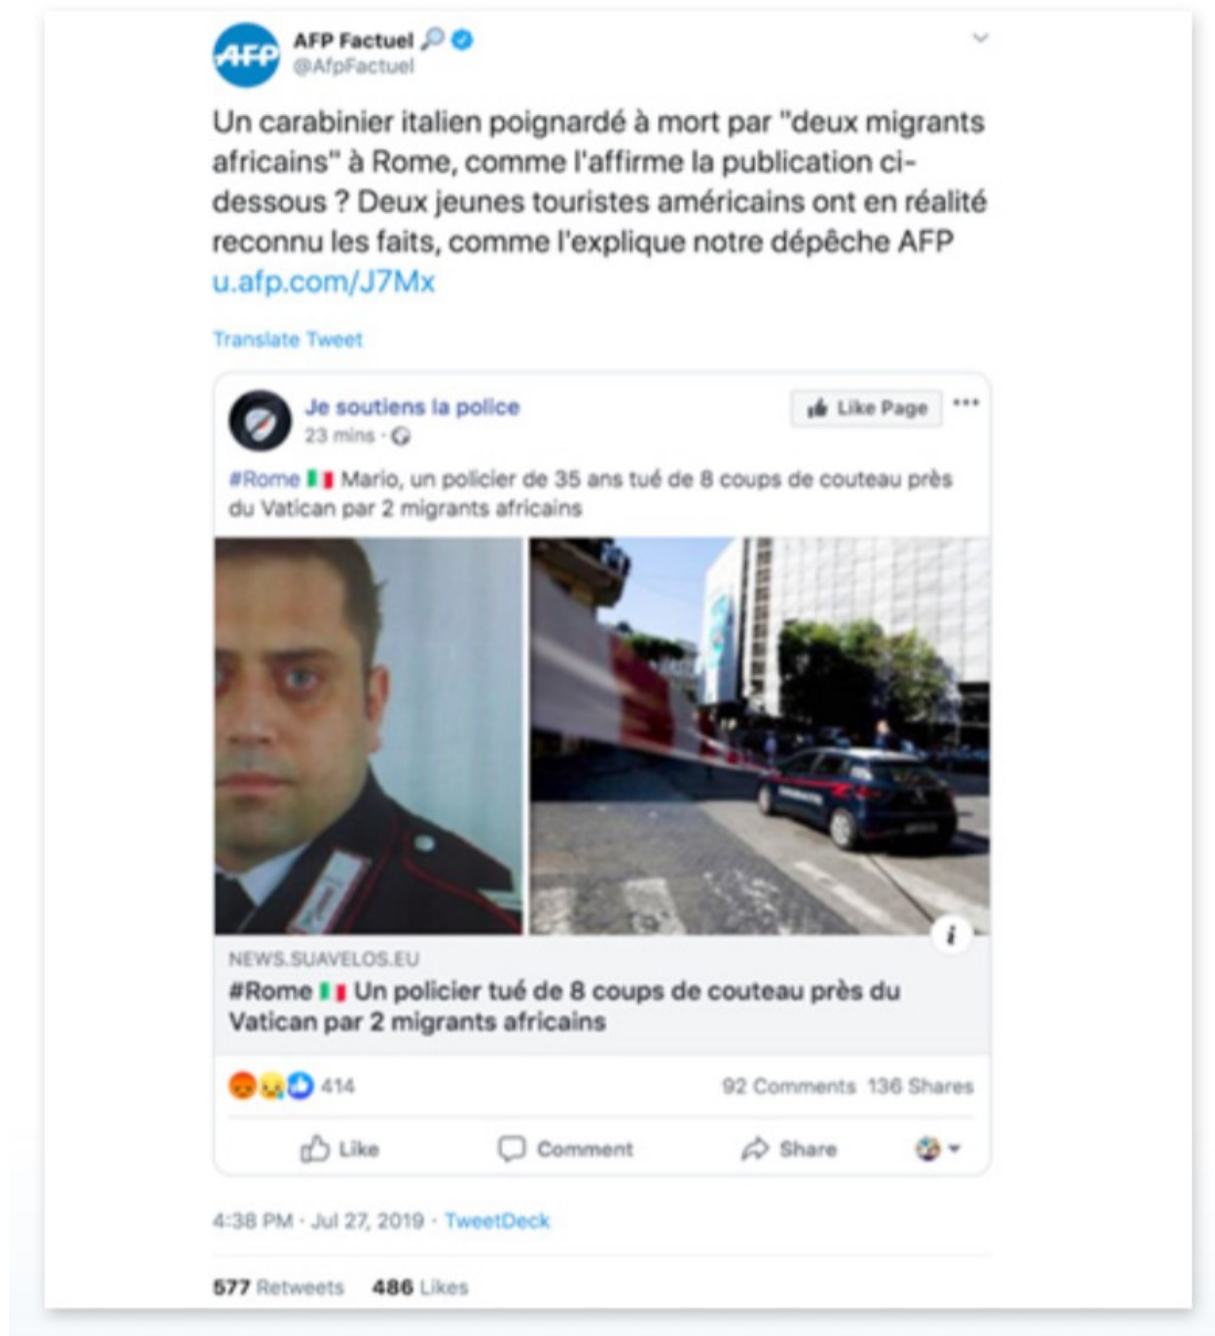 AFP
AFP Factuel
@AfpFactuel
Un carabinier italien poignardé à mort par "deux migrants
africains" à Rome, comme l'affirme la publication ci-
dessous ? Deux jeunes touristes américains ont en réalité
reconnu les faits, comme l'explique notre dépêche AFP
u.afp.com/J7Mx
Translate Tweet
Je soutiens la police
Like Page
23 mins ·
#Rome 🇮🇹 Mario, un policier de 35 ans tué de 8 coups de couteau près
du Vatican par 2 migrants africains
i
NEWS.SUAVELOS.EU
#Rome 🇮🇹 Un policier tué de 8 coups de couteau près du
Vatican par 2 migrants africains
414
92 Comments 136 Shares
Like Comment Share
4:38 PM · Jul 27, 2019 · TweetDeck
577 Retweets 486 Likes